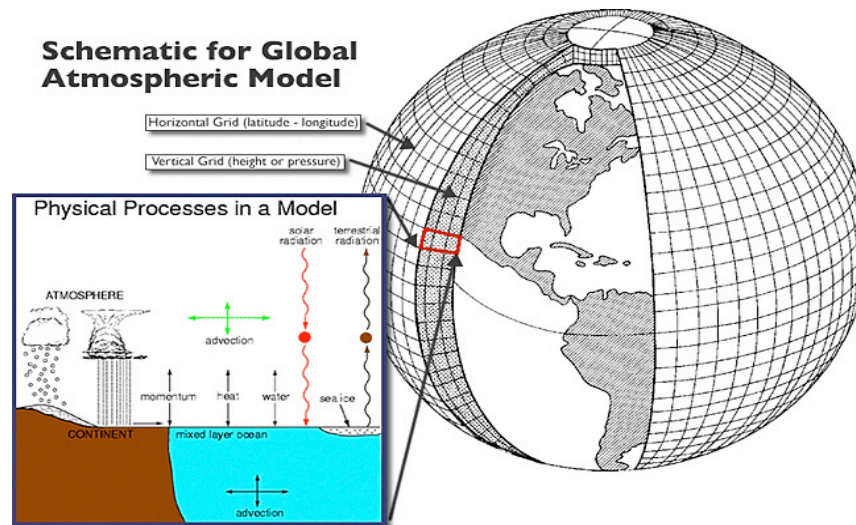 Schematic for Global
Atmospheric Model
Horizontal Grid (latitude - longitude)
Vertical Grid (height or pressure)
Physical Processes in a Model
solar
radiation
terrestrial
radiation
ATMOSPHERE
advection
momentum
heat
water
sea ice
CONTINENT
mixed layer ocean
advection